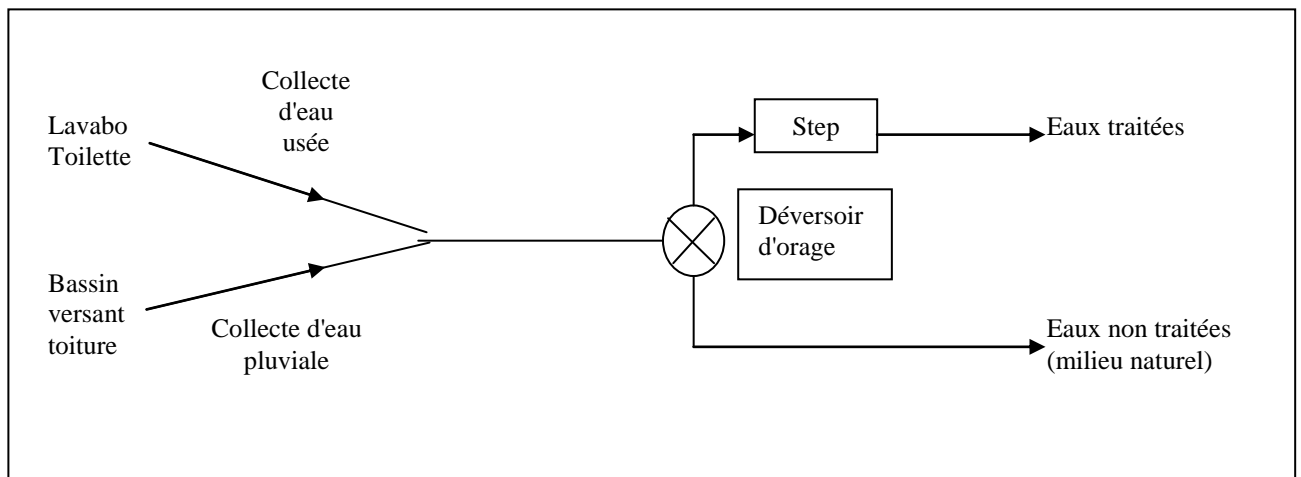 Collecte
d'eau
usée
Lavabo
Toilette
Step
Eaux traitées
Déversoir
d'orage
Bassin
versant
toiture
Collecte d'eau
pluviale
Eaux non traitées
(milieu naturel)